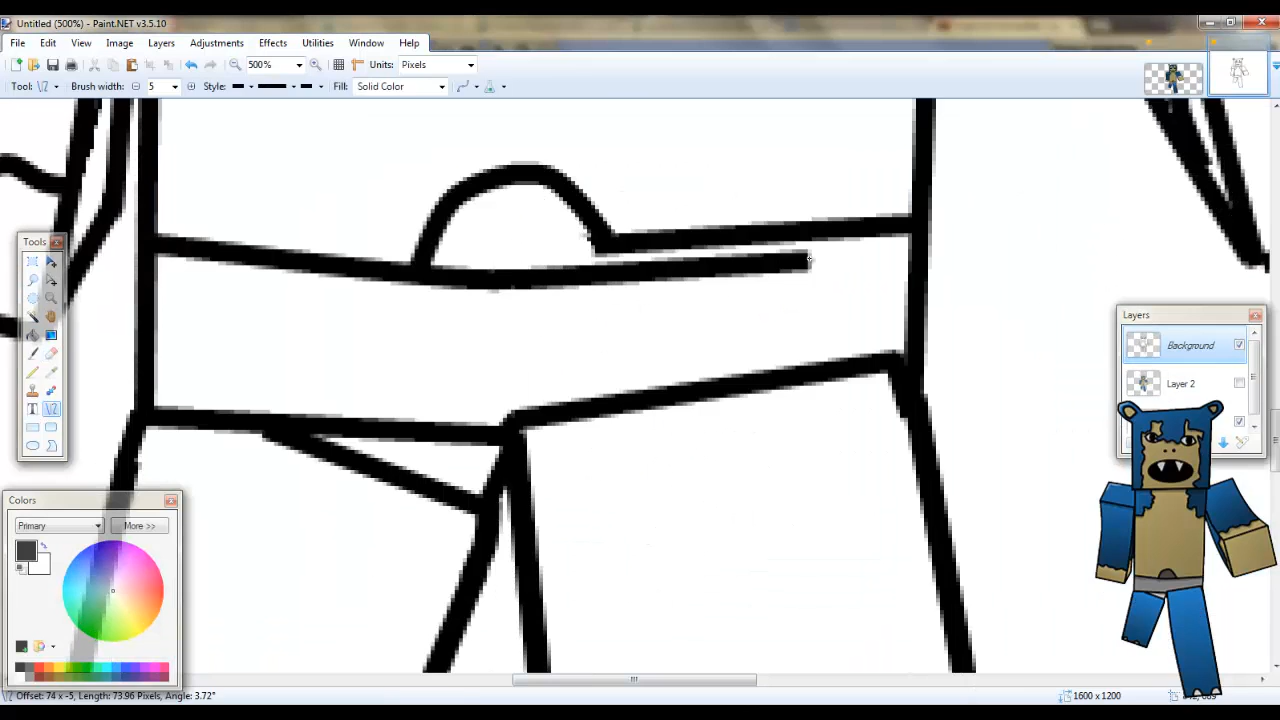 Untitled (500%) - Paint.NET v3.5.10
File Edit View Image Layers Adjustments Effects Utilities Window Help
500% Units: Pixels
Tool: Brush width: 5 Style: Fill: Solid Color
Tools
Layers
Background
Layer 2
Colors
Primary More >>
Offset: 74 x -5, Length: 73.96 Pixels, Angle: 3.72° 1600 x 1200